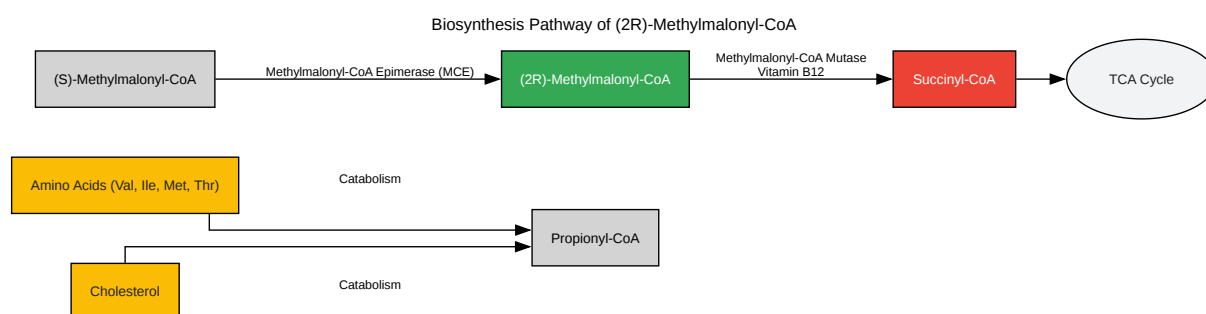 Biosynthesis Pathway of (2R)-Methylmalonyl-CoA
(S)-Methylmalonyl-CoA
Methylmalonyl-CoA Epimerase (MCE)
(2R)-Methylmalonyl-CoA
Methylmalonyl-CoA Mutase
Vitamin B12
Succinyl-CoA
TCA Cycle
Amino Acids (Val, Ile, Met, Thr)
Catabolism
Propionyl-CoA
Cholesterol
Catabolism